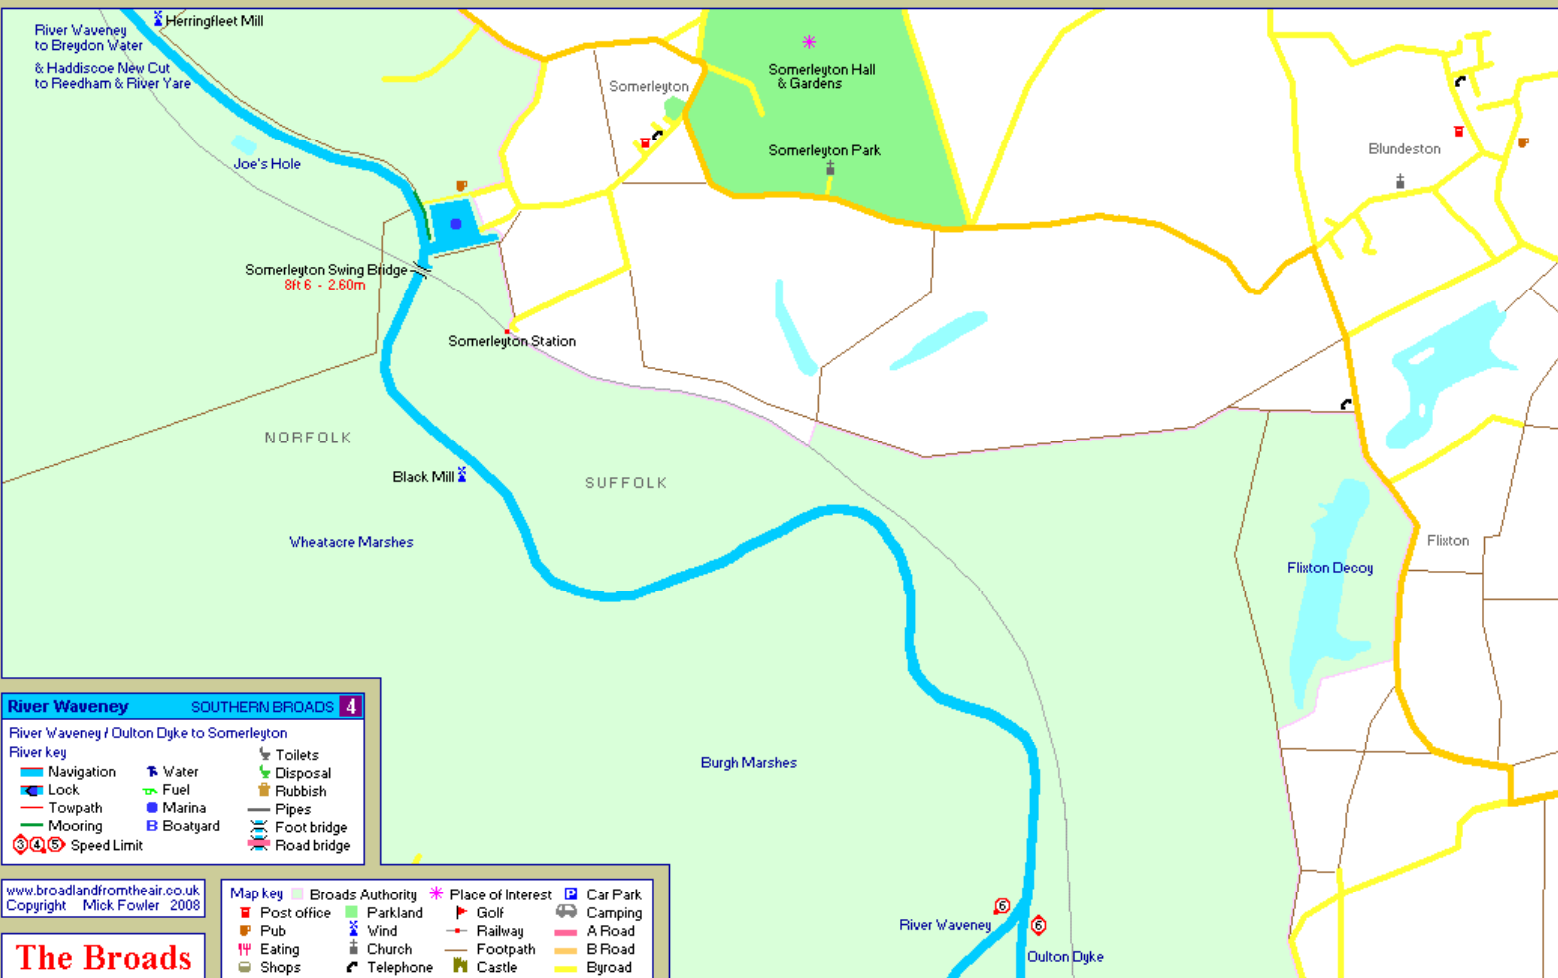 Herringfleet Mill
River Waveney
to Breydon Water
& Haddiscoe New Cut
to Reedham & River Yare
Joe's Hole
Somerleyton
Somerleyton Hall
& Gardens
Somerleyton Park
Blundeston
Somerleyton Swing Bridge
8ft 6 - 2.60m
Somerleyton Station
NORFOLK
SUFFOLK
Black Mill
Wheatacre Marshes
Flixton
Flixton Decoy
Burgh Marshes
River Waveney
6
6
Oulton Dyke
River Waveney SOUTHERN BROADS 4
River Waveney / Oulton Dyke to Somerleyton
River key
Navigation
Lock
Towpath
Mooring
3 4 5 Speed Limit
Water
Fuel
Marina
B Boatyard
Toilets
Disposal
Rubbish
Pipes
Foot bridge
Road bridge
www.broadlandfromtheair.co.uk
Copyright Mick Fowler 2008
The Broads
Map key Broads Authority Place of Interest P Car Park
Post office Parkland Golf Camping
Pub Wind Railway A Road
Eating Church Footpath B Road
Shops Telephone Castle Byroad